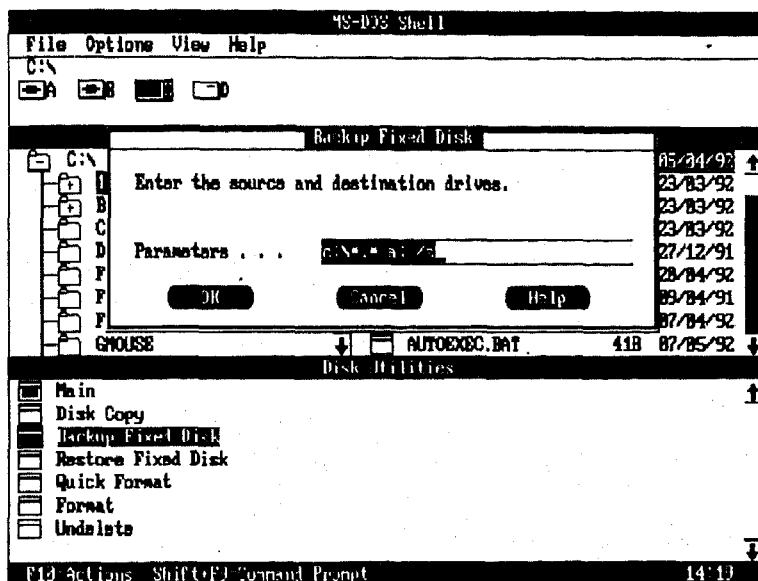 MS-DOS Shell
File Options View Help
C:\
A B C D
Backup Fixed Disk
C:\ 05/04/92
Enter the source and destination drives.
23/03/92
B 23/03/92
C 23/03/92
D Parameters . . . c:\*.* a: /s 27/12/91
F 28/04/92
F OK Cancel Help 09/04/91
F 07/04/92
GMOUSE AUTOEXEC.BAT 418 07/05/92
Disk Utilities
Main
Disk Copy
Backup Fixed Disk
Restore Fixed Disk
Quick Format
Format
Undelete
F10=Actions Shift+F9=Command Prompt 14:13